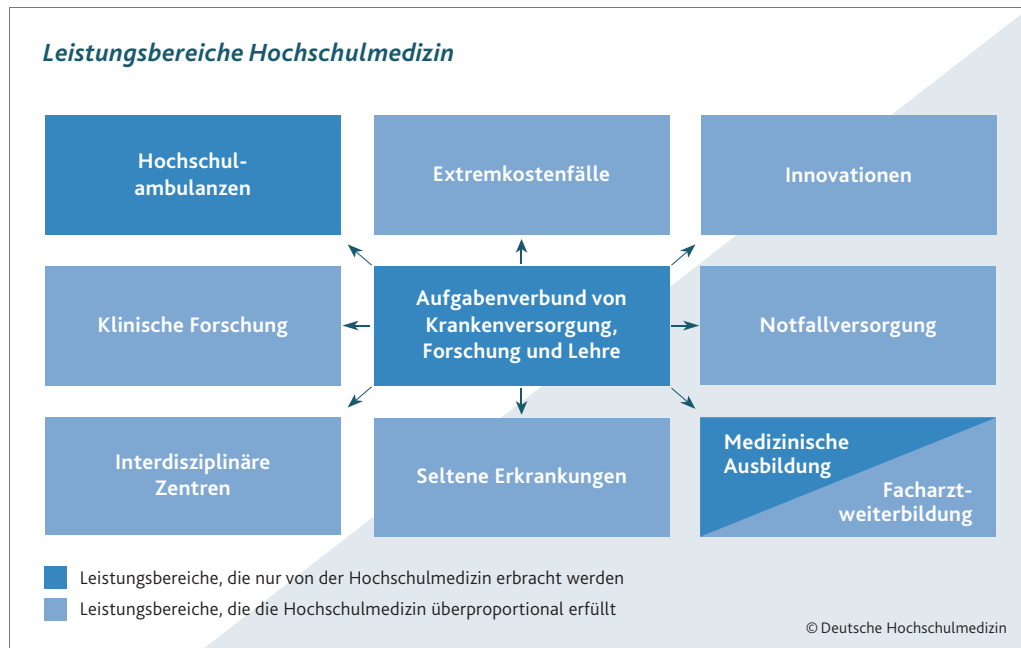 Leistungsbereiche Hochschulmedizin
Hochschul-
ambulanzen
Extremkostenfälle
Innovationen
Klinische Forschung
Aufgabenverbund von
Krankenversorgung,
Forschung und Lehre
Notfallversorgung
Interdisziplinäre
Zentren
Seltene Erkrankungen
Medizinische
Ausbildung
Facharzt-
weiterbildung
Leistungsbereiche, die nur von der Hochschulmedizin erbracht werden
Leistungsbereiche, die die Hochschulmedizin überproportional erfüllt
© Deutsche Hochschulmedizin